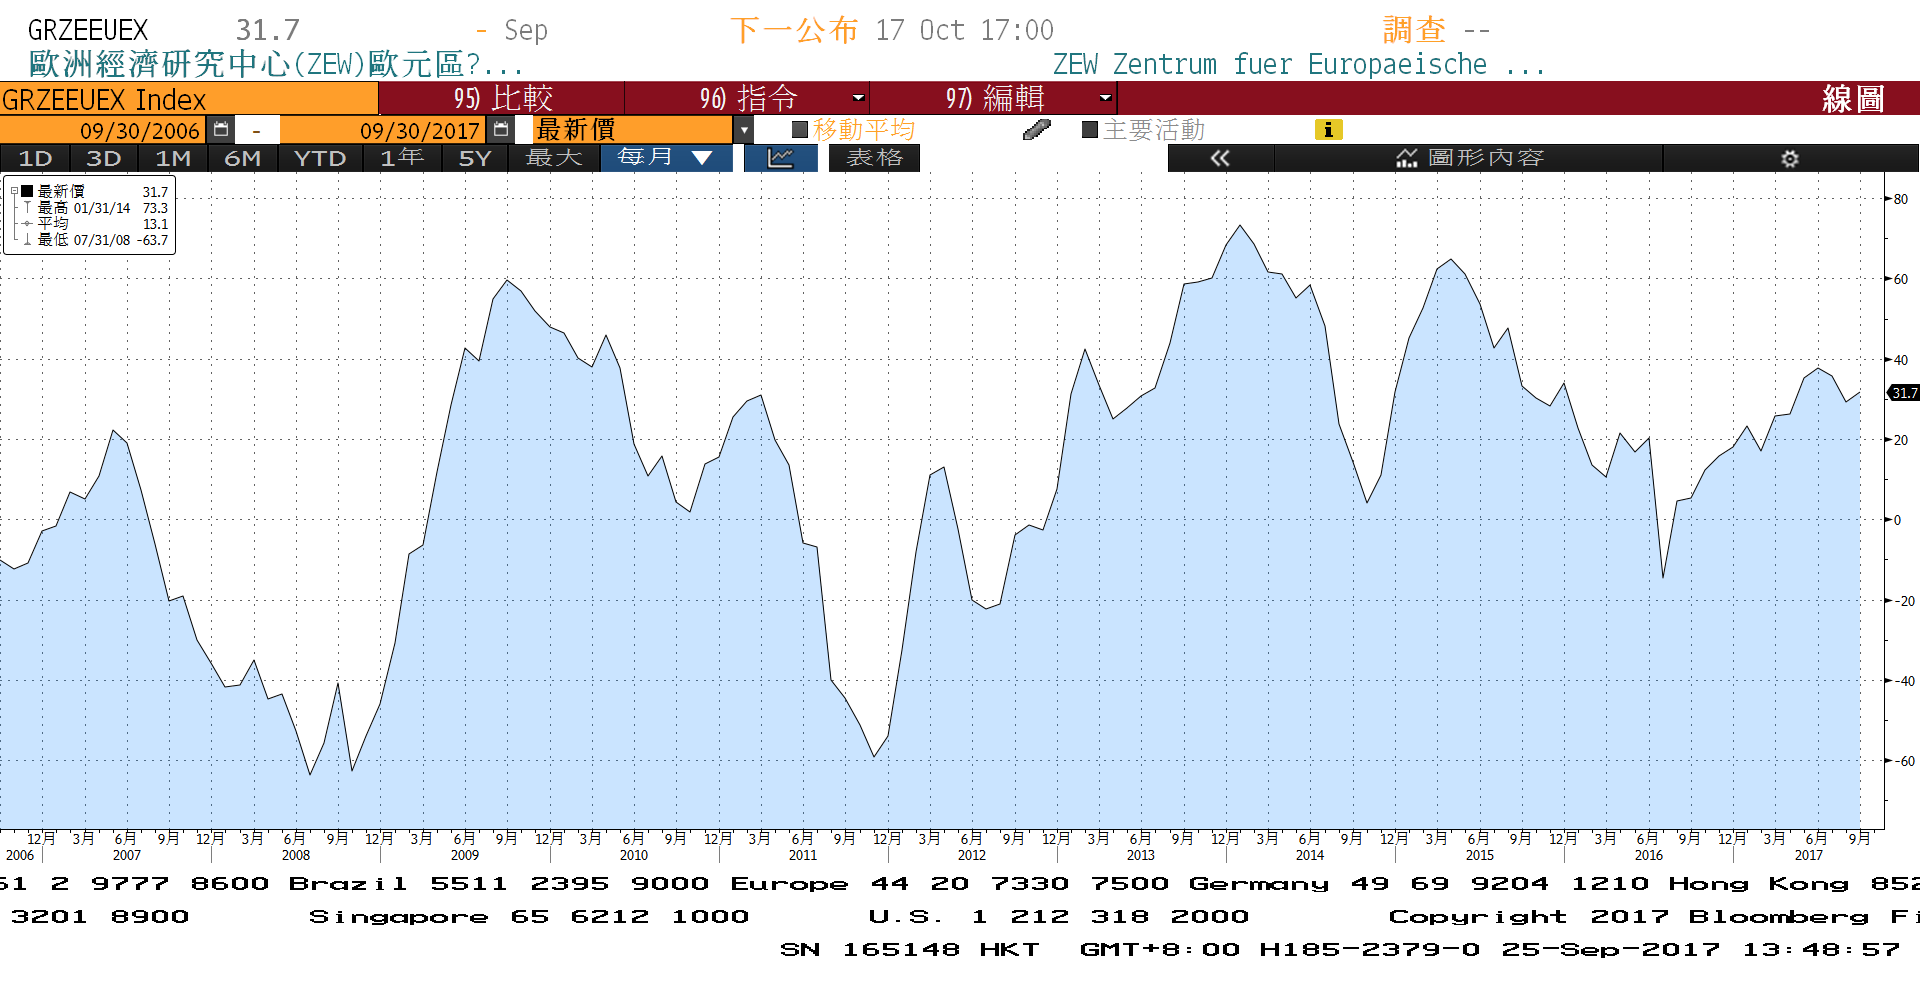 GRZEEUEX 31.7 - Sep 下一公布 17 Oct 17:00 調查 --
歐洲經濟研究中心(ZEW)歐元區?... ZEW Zentrum fuer Europaeische ...
GRZEEUEX Index 95) 比較 96) 指令 97) 編輯 線圖
09/30/2006 - 09/30/2017 最新價 移動平均 主要活動 i
1D 3D 1M 6M YTD 1年 5Y 最大 每月 ▼ 表格 « 圖形內容
最新價 31.7
最高 01/31/14 73.3
平均 13.1
最低 07/31/08 -63.7
80
60
40
31.7
20
0
-20
-40
-60
12月 3月 6月 9月 12月 3月 6月 9月 12月 3月 6月 9月 12月 3月 6月 9月 12月 3月 6月 9月 12月 3月 6月 9月 12月 3月 6月 9月 12月 3月 6月 9月 12月 3月 6月 9月 12月 3月 6月 9月 12月 3月 6月 9月
2006 2007 2008 2009 2010 2011 2012 2013 2014 2015 2016 2017
61 2 9777 8600 Brazil 5511 2395 9000 Europe 44 20 7330 7500 Germany 49 69 9204 1210 Hong Kong 852
3201 8900 Singapore 65 6212 1000 U.S. 1 212 318 2000 Copyright 2017 Bloomberg Fi
SN 165148 HKT GMT+8:00 H185-2379-0 25-Sep-2017 13:48:57